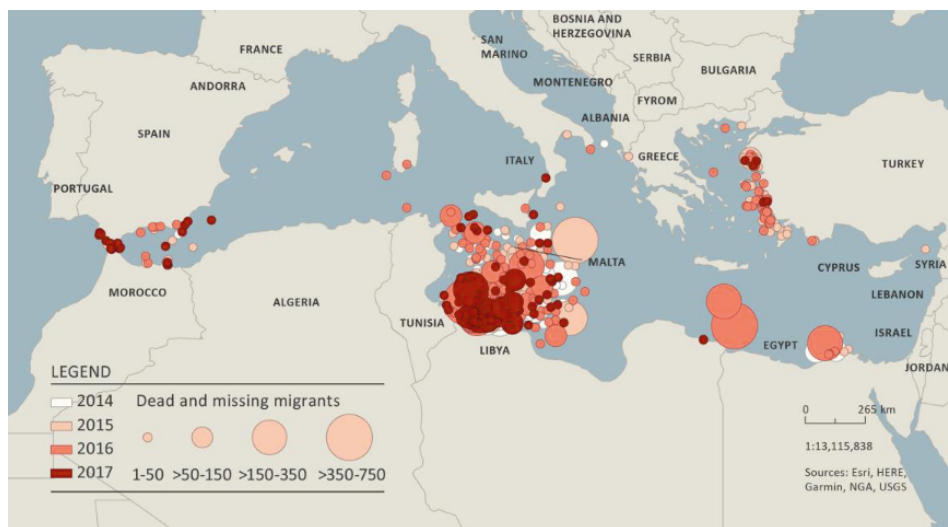 BOSNIA AND
HERZEGOVINA
FRANCE
SAN
MARINO
SERBIA
ANDORRA
MONTENEGRO
BULGARIA
FYROM
ALBANIA
SPAIN
ITALY
GREECE
TURKEY
PORTUGAL
MALTA
CYPRUS
SYRIA
MOROCCO
ALGERIA
LEBANON
TUNISIA
LIBYA
EGYPT
ISRAEL
JORDAN
LEGEND
2014
2015
2016
2017
Dead and missing migrants
1-50 >50-150 >150-350 >350-750
0 265 km
1:13,115,838
Sources: Esri, HERE,
Garmin, NGA, USGS